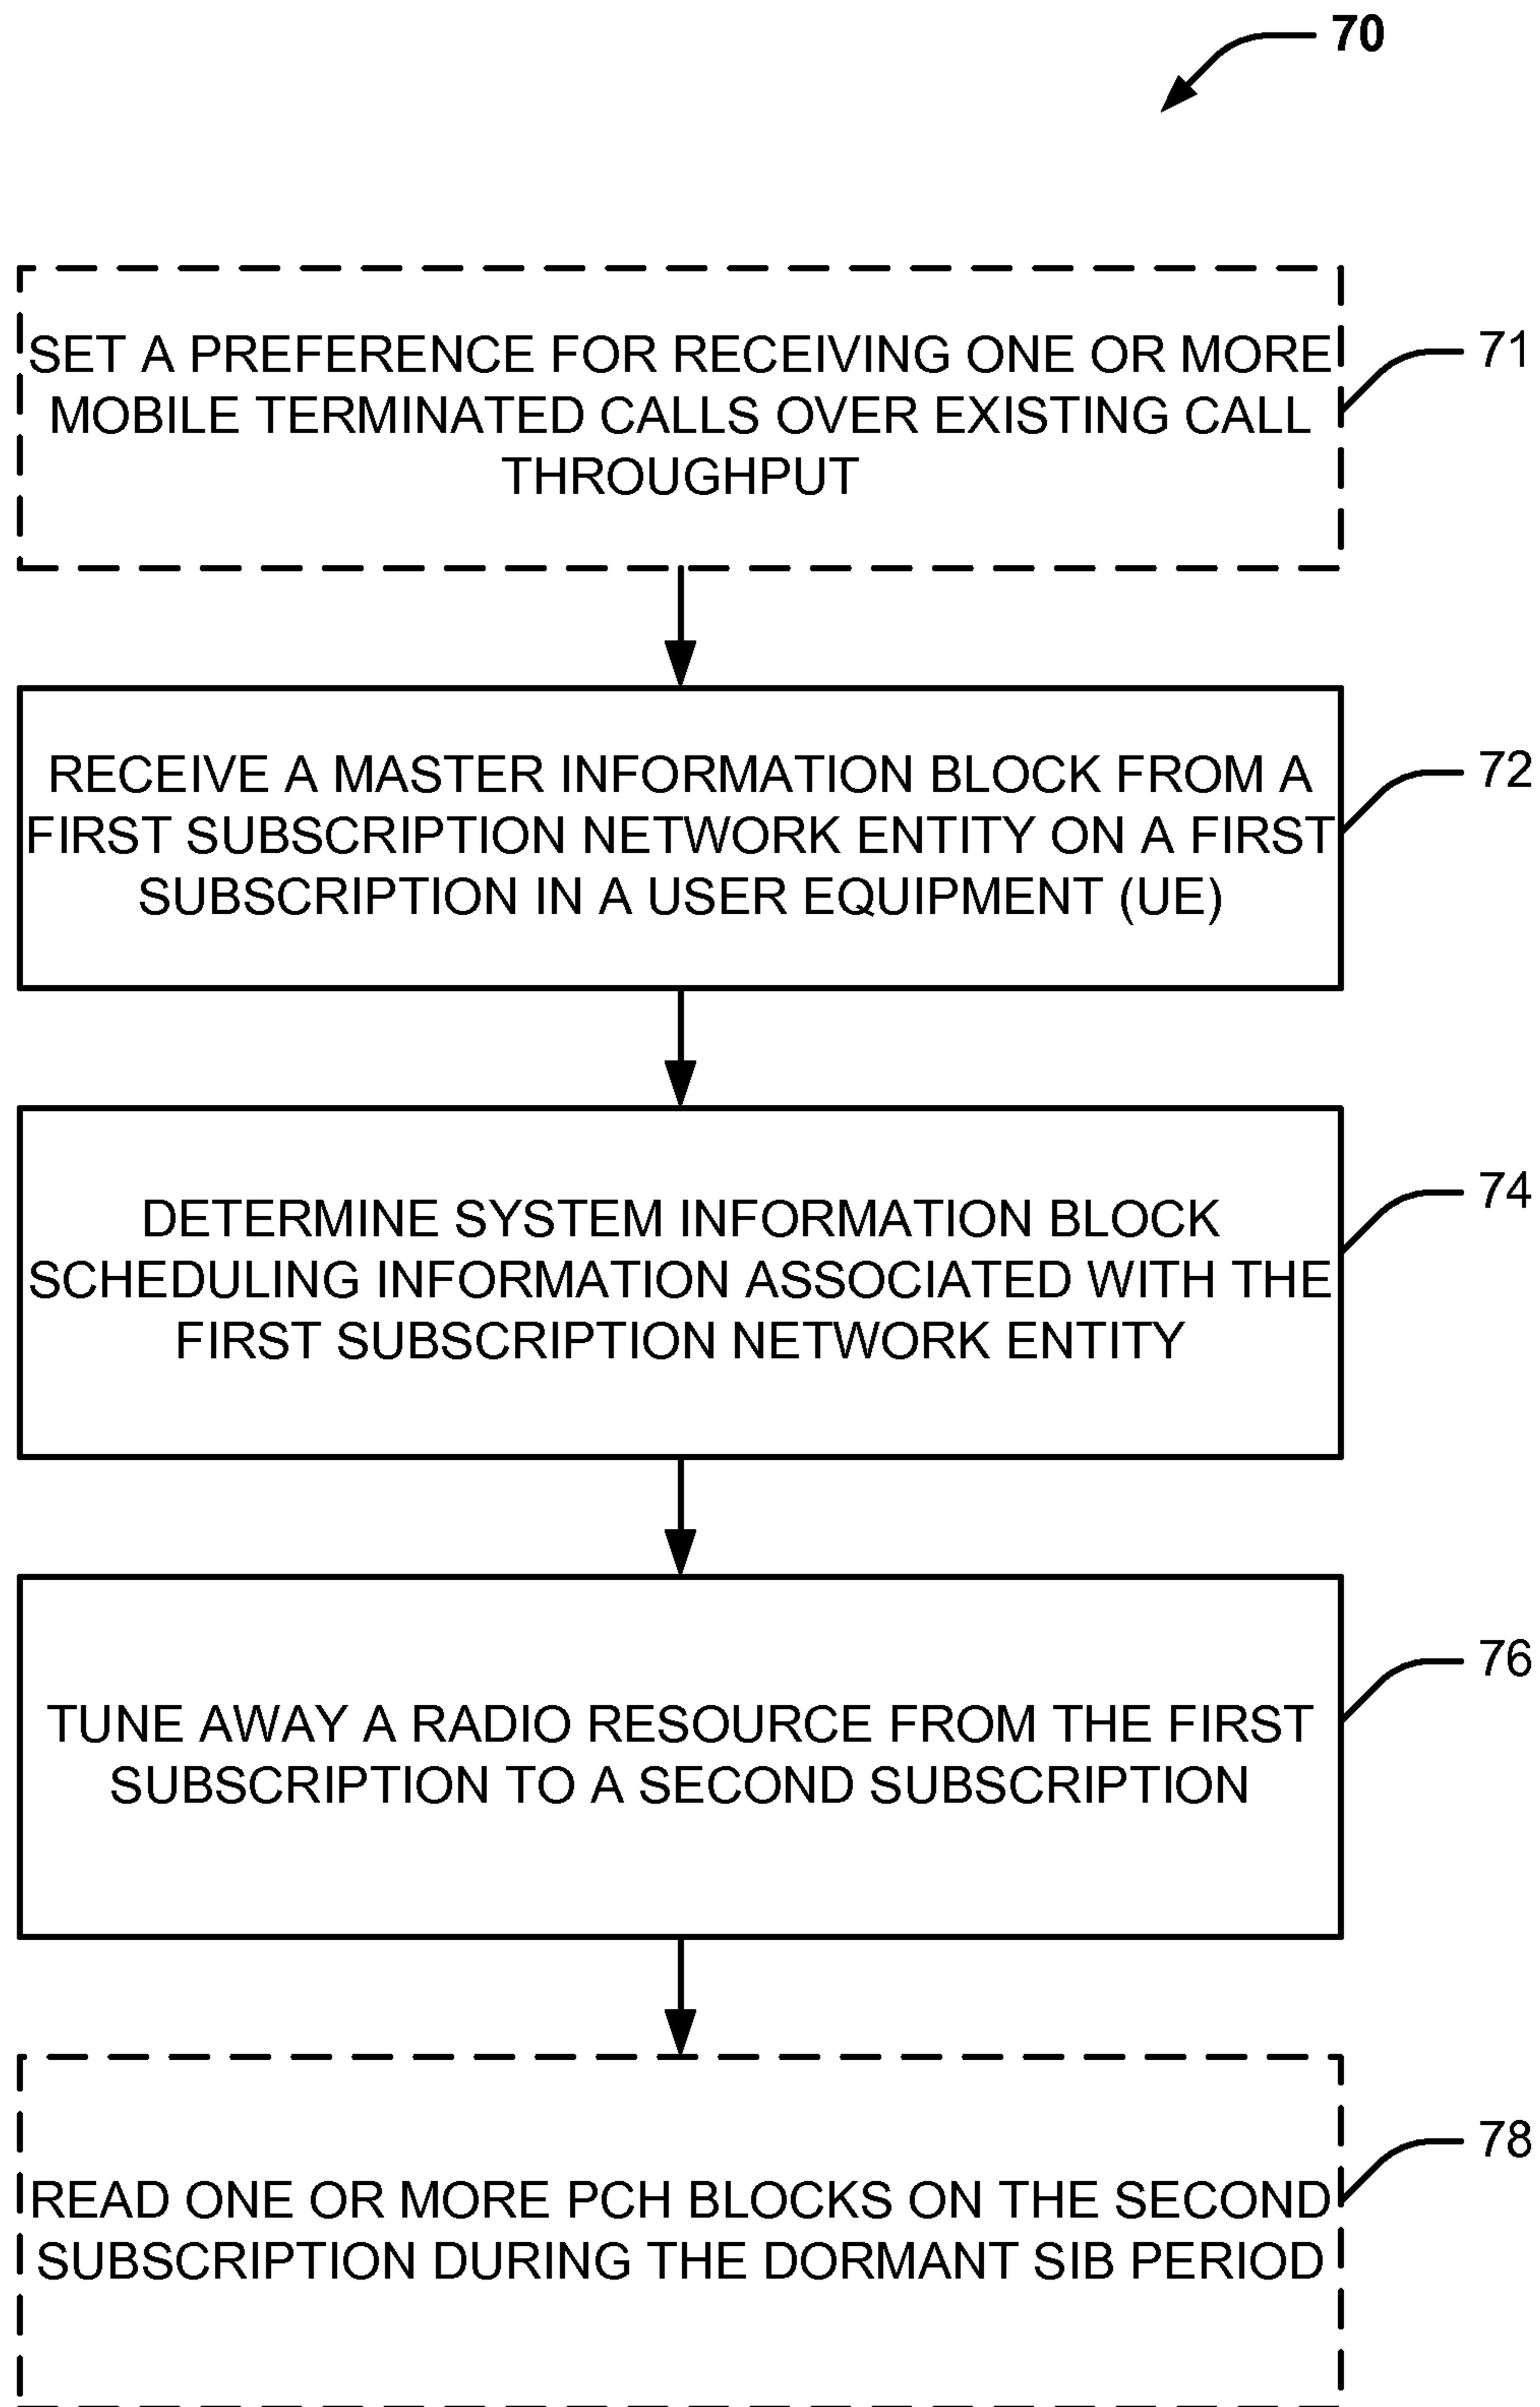 70
SET A PREFERENCE FOR RECEIVING ONE OR MORE
MOBILE TERMINATED CALLS OVER EXISTING CALL
THROUGHPUT
71
RECEIVE A MASTER INFORMATION BLOCK FROM A
FIRST SUBSCRIPTION NETWORK ENTITY ON A FIRST
SUBSCRIPTION IN A USER EQUIPMENT (UE)
72
DETERMINE SYSTEM INFORMATION BLOCK
SCHEDULING INFORMATION ASSOCIATED WITH THE
FIRST SUBSCRIPTION NETWORK ENTITY
74
TUNE AWAY A RADIO RESOURCE FROM THE FIRST
SUBSCRIPTION TO A SECOND SUBSCRIPTION
76
READ ONE OR MORE PCH BLOCKS ON THE SECOND
SUBSCRIPTION DURING THE DORMANT SIB PERIOD
78